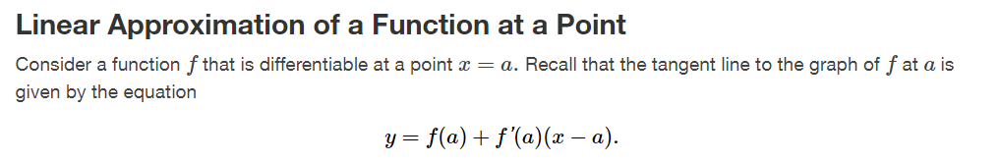 Linear Approximation of a Function at a Point
Consider a function f that is differentiable at a point x = a. Recall that the tangent line to the graph of f at a is
given by the equation
y = f(a) + f'(a)(x − a).